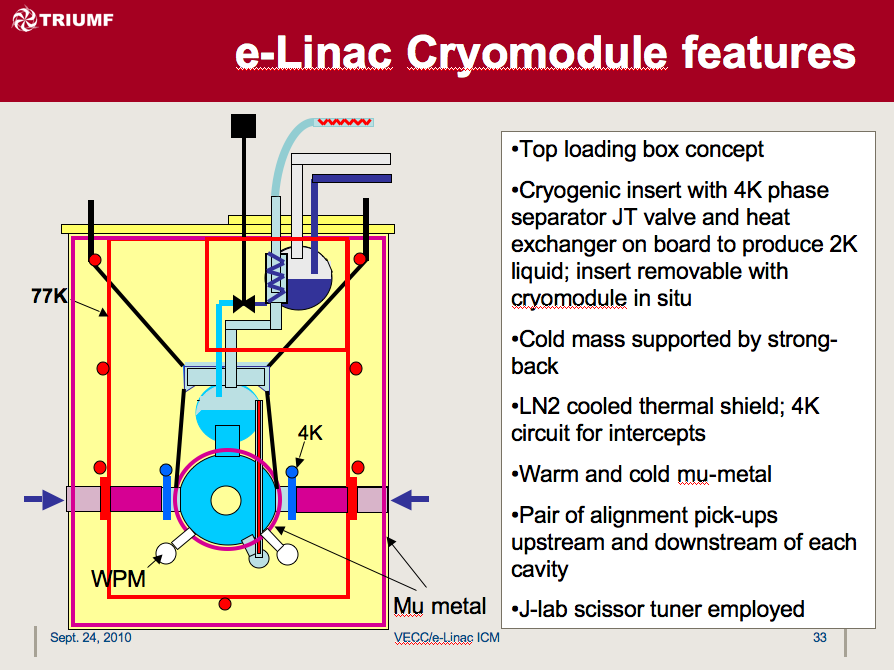 TRIUMF
e-Linac Cryomodule features
77K
4K
WPM
Mu metal
•Top loading box concept
•Cryogenic insert with 4K phase
separator JT valve and heat
exchanger on board to produce 2K
liquid; insert removable with
cryomodule in situ
•Cold mass supported by strong-
back
•LN2 cooled thermal shield; 4K
circuit for intercepts
•Warm and cold mu-metal
•Pair of alignment pick-ups
upstream and downstream of each
cavity
•J-lab scissor tuner employed
Sept. 24, 2010
VECC/e-Linac ICM
33